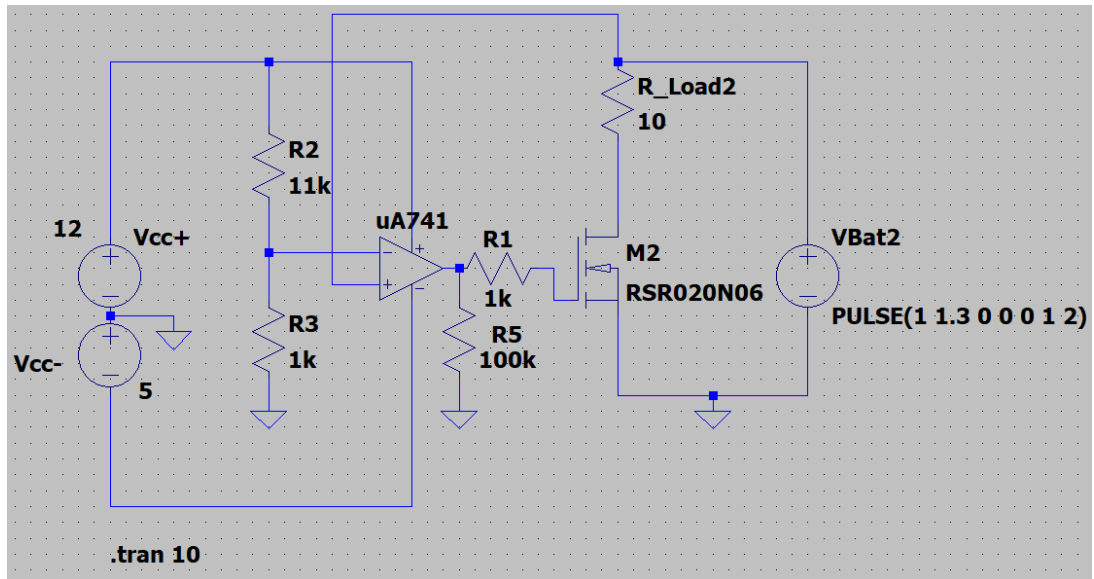 R_Load2
10
R2
11k
uA741
12
Vcc+
R1
1k
M2
RSR020N06
VBat2
PULSE(1 1.3 0 0 0 1 2)
R3
1k
R5
100k
Vcc-
5
.tran 10